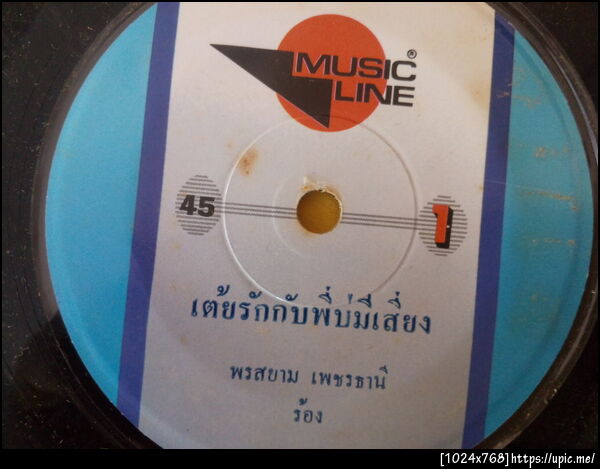 MUSIC ®
LINE
45 1
เต้ยรักกับพี่บ่มีเสี่ยง
พรสยาม เพชรธานี
ร้อง
[1024x768]https://upic.me/